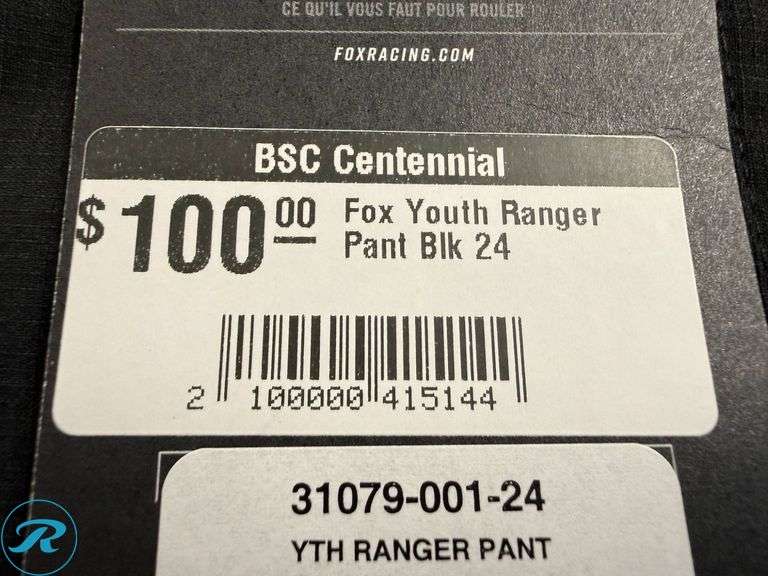 CE QU'IL VOUS FAUT POUR ROULER
FOXRACING.COM
BSC Centennial
$100.00
Fox Youth Ranger
Pant Blk 24
2 100000 415144
31079-001-24
YTH RANGER PANT
R